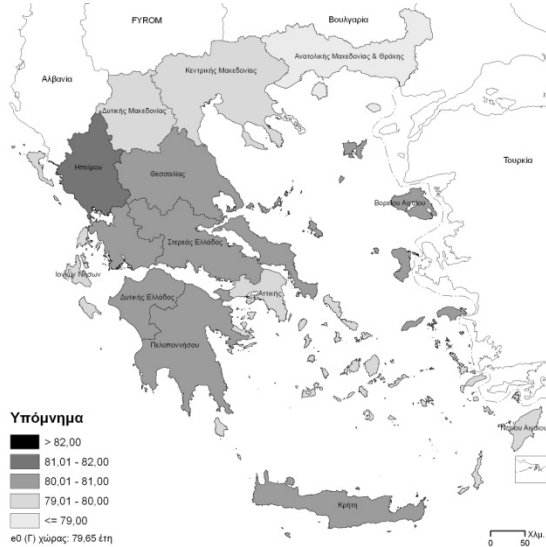 FYROM
Βουλγαρία
Αλβανία
Κεντρικής Μακεδονίας
Ανατολικής Μακεδονίας & Θράκης
Δυτικής Μακεδονίας
Τουρκία
Ηπείρου
Θεσσαλίας
Βορείου Αιγαίου
Στερεάς Ελλάδος
Ιονίων Νήσων
Αττικής
Δυτικής Ελλάδος
Πελοποννήσου
Νοτίου Αιγαίου
Κρήτη
Υπόμνημα
> 82,00
81,01 - 82,00
80,01 - 81,00
79,01 - 80,00
<= 79,00
e0 (Γ) χώρας: 79,65 έτη
Χλμ.
0 50